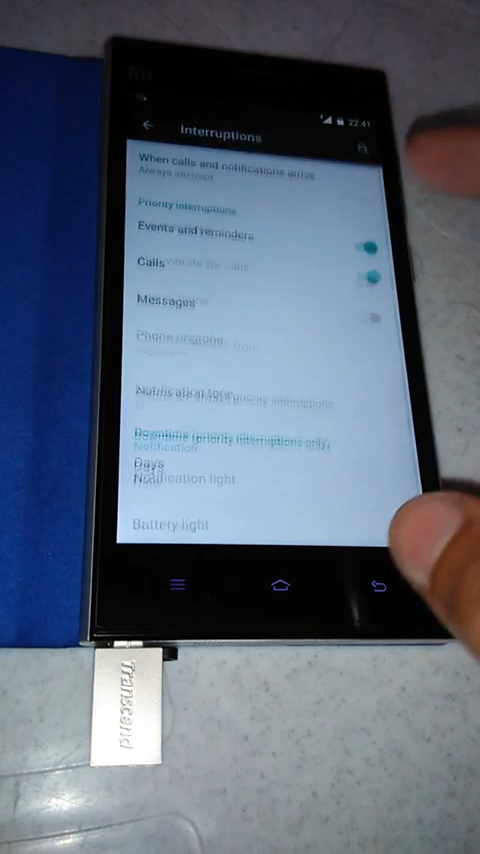 mi
22:41
Interruptions
When calls and notifications arrive
Always interrupt
Priority interruptions
Events and reminders
Calls
Messages
Phone ringtone
Notification tone
Downtime (priority interruptions only)
Notification
Days
Notification light
Battery light
Transcend